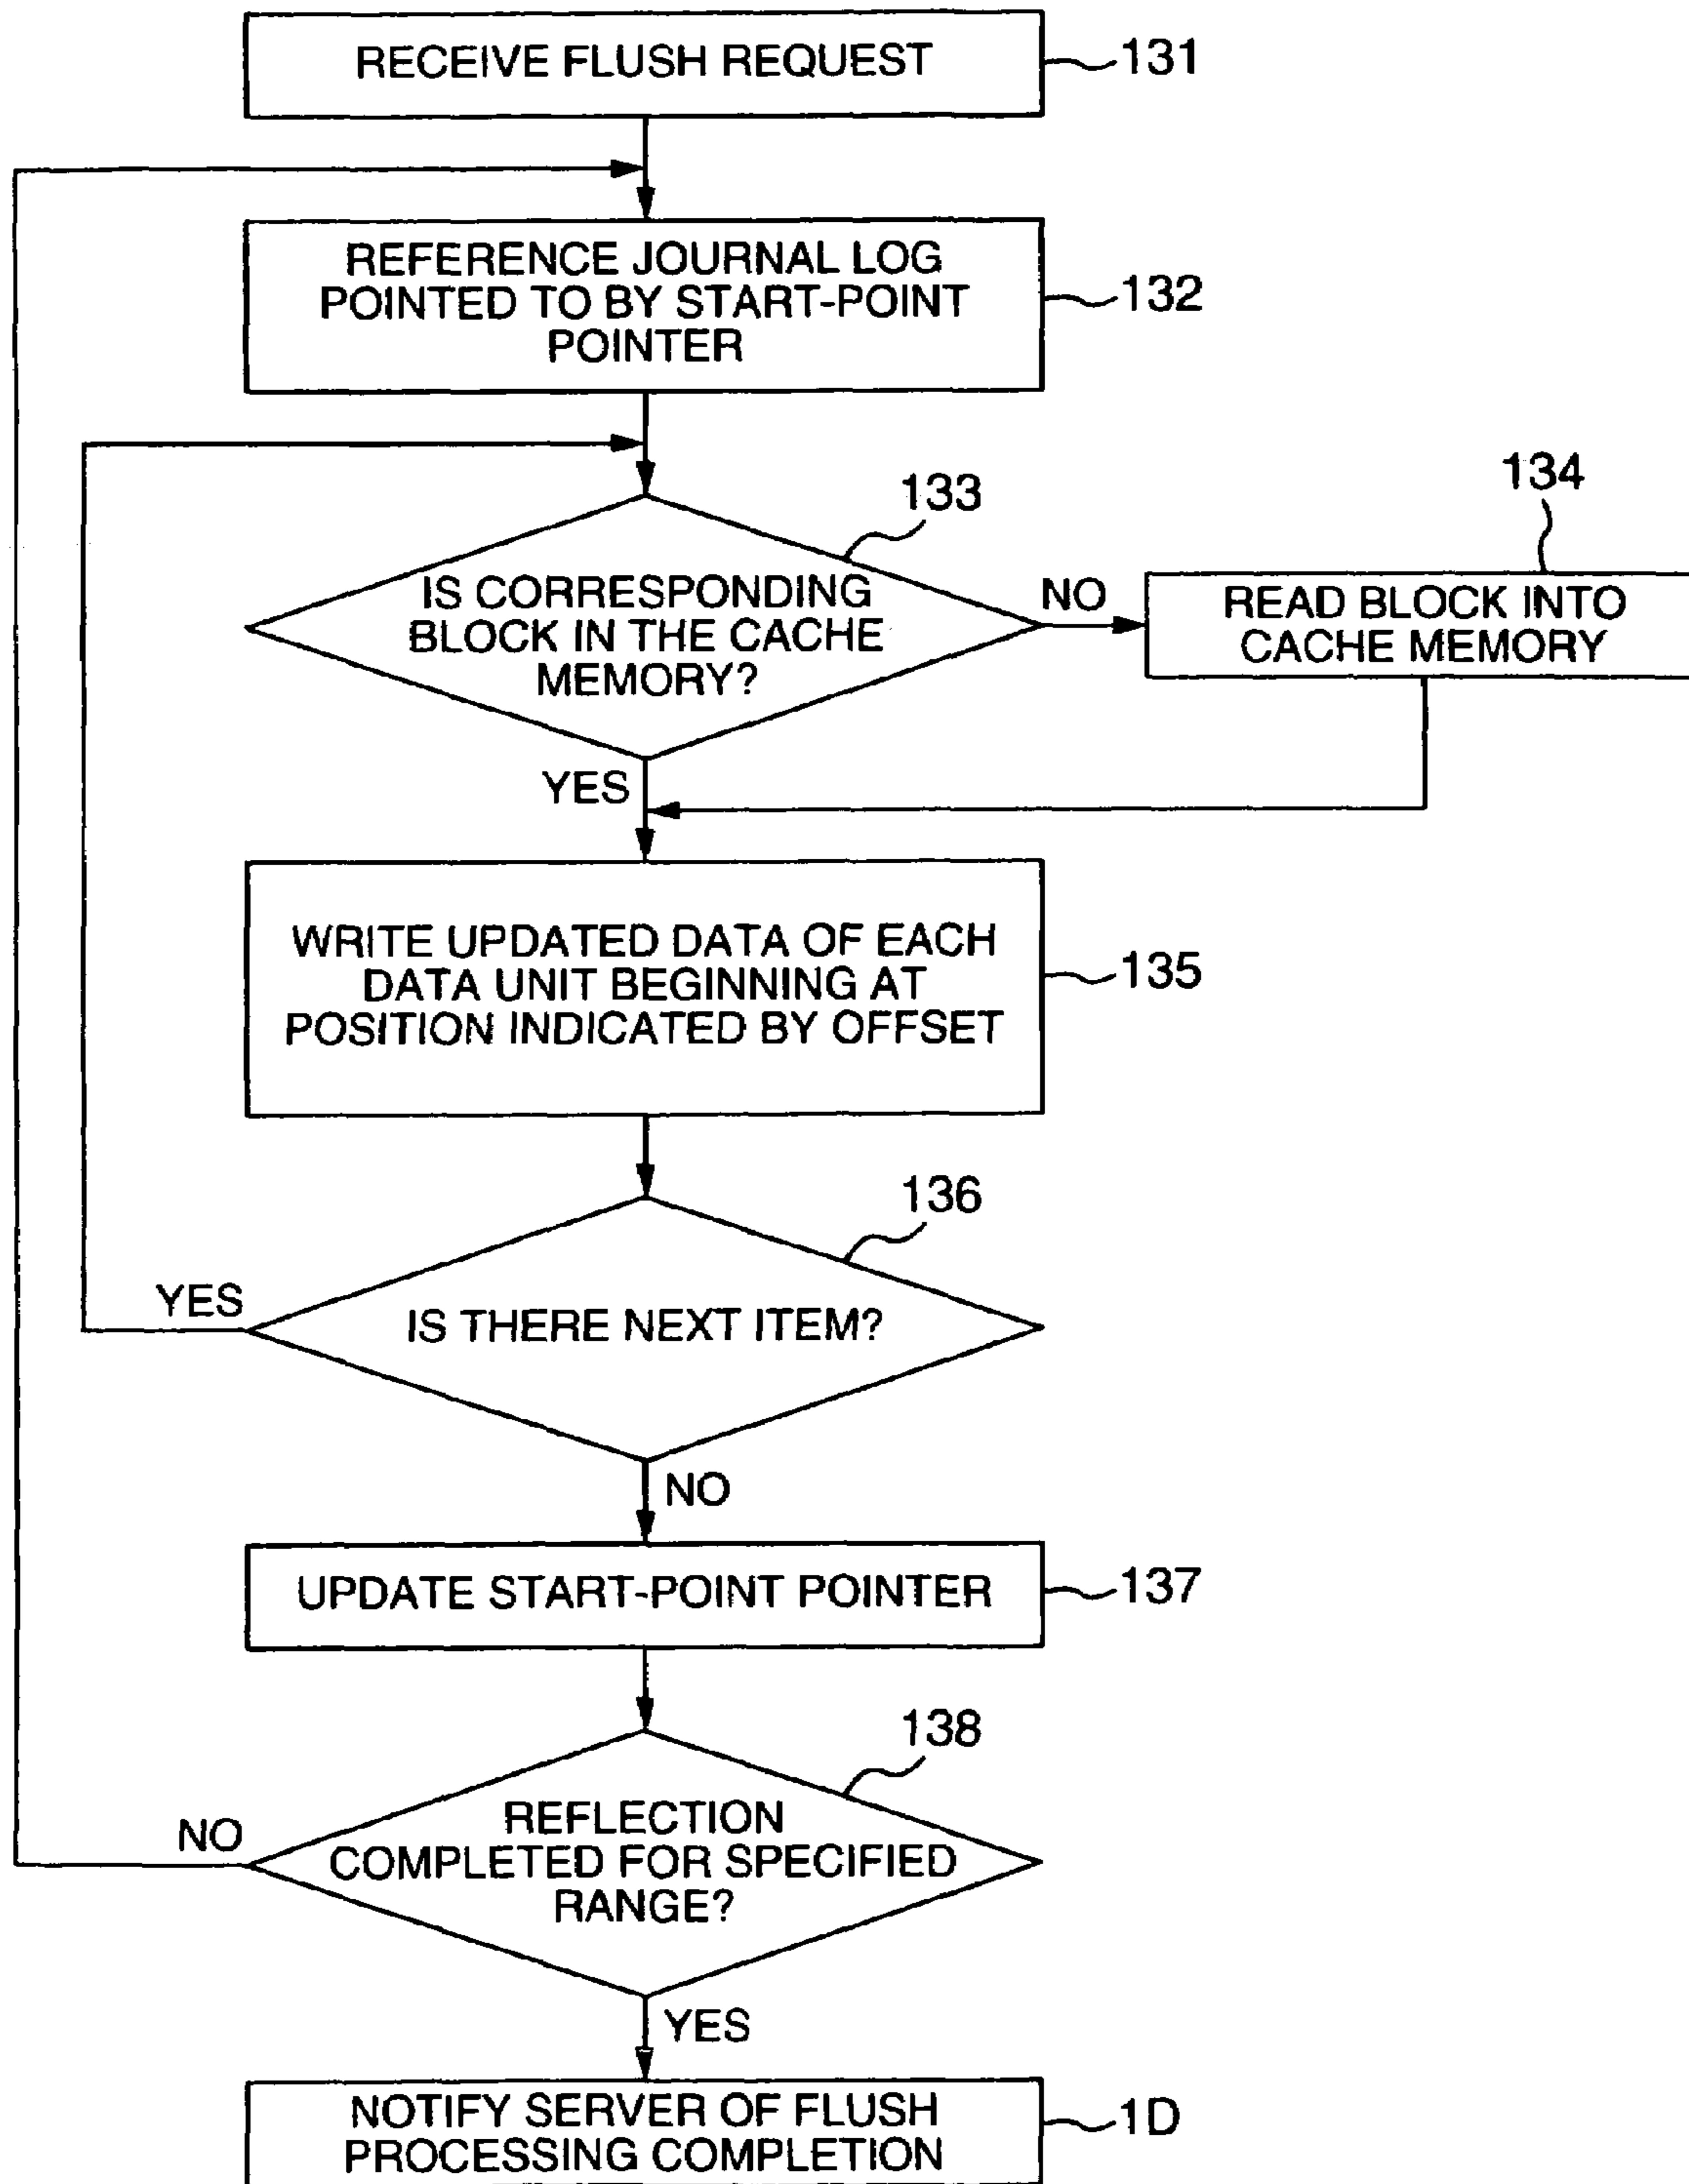 RECEIVE FLUSH REQUEST
131
REFERENCE JOURNAL LOG
POINTED TO BY START-POINT
POINTER
132
133
IS CORRESPONDING
BLOCK IN THE CACHE
MEMORY?
NO
134
READ BLOCK INTO
CACHE MEMORY
YES
WRITE UPDATED DATA OF EACH
DATA UNIT BEGINNING AT
POSITION INDICATED BY OFFSET
135
136
YES
IS THERE NEXT ITEM?
NO
UPDATE START-POINT POINTER
137
138
NO
REFLECTION
COMPLETED FOR SPECIFIED
RANGE?
YES
NOTIFY SERVER OF FLUSH
PROCESSING COMPLETION
1D